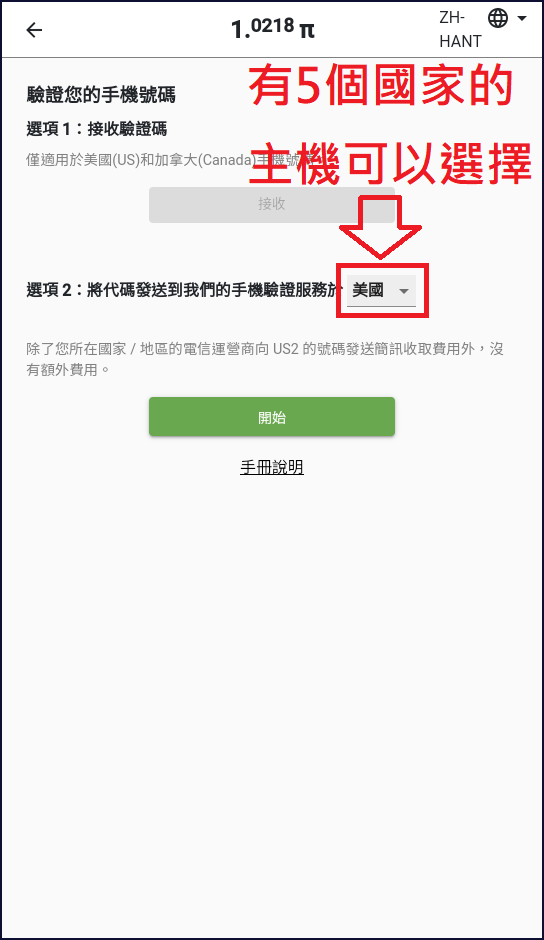 1.0218 π
ZH-
HANT
有5個國家的
主機可以選擇
驗證您的手機號碼
選項 1：接收驗證碼
僅適用於美國(US)和加拿大(Canada)手機號
接收
選項 2：將代碼發送到我們的手機驗證服務於 美國
除了您所在國家 / 地區的電信運營商向 US2 的號碼發送簡訊收取費用外，沒
有額外費用。
開始
手冊說明